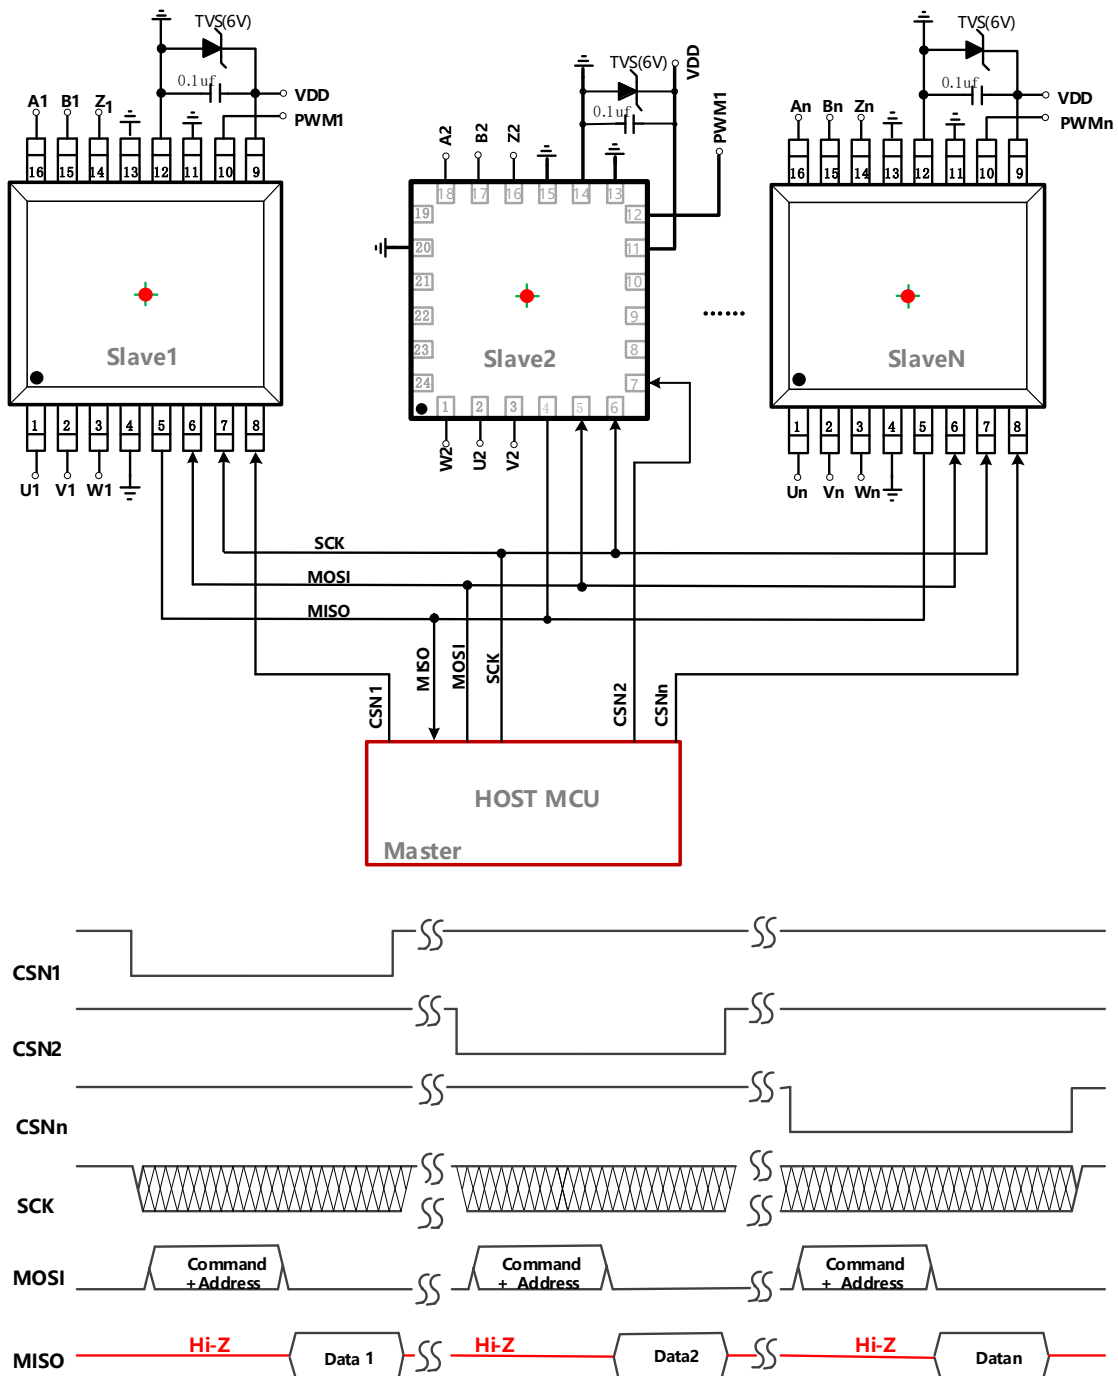 TVS(6V)
TVS(6V)
TVS(6V)
VDD
0.1uf
0.1uf
0.1uf
A1 B1 Z1
VDD
PWM1
A2 B2 Z2
PWM1
An Bn Zn
VDD
PWMn
16 15 14 13 12 11 10 9
18 17 16 15 14 13
16 15 14 13 12 11 10 9
19
20
21
22
23
24
12
11
10
9
8
7
Slave1
Slave2
......
SlaveN
1 2 3 4 5 6 7 8
1 2 3 4 5 6
1 2 3 4 5 6 7 8
U1 V1 W1
W2 U2 V2
Un Vn Wn
SCK
MOSI
MISO
CSN1
MISO
MOSI
SCK
CSN2
CSNn
HOST MCU
Master
CSN1
CSN2
CSNn
SCK
MOSI
Command
+Address
Command
+ Address
Command
+ Address
MISO
Hi-Z
Data 1
Hi-Z
Data2
Hi-Z
Datan